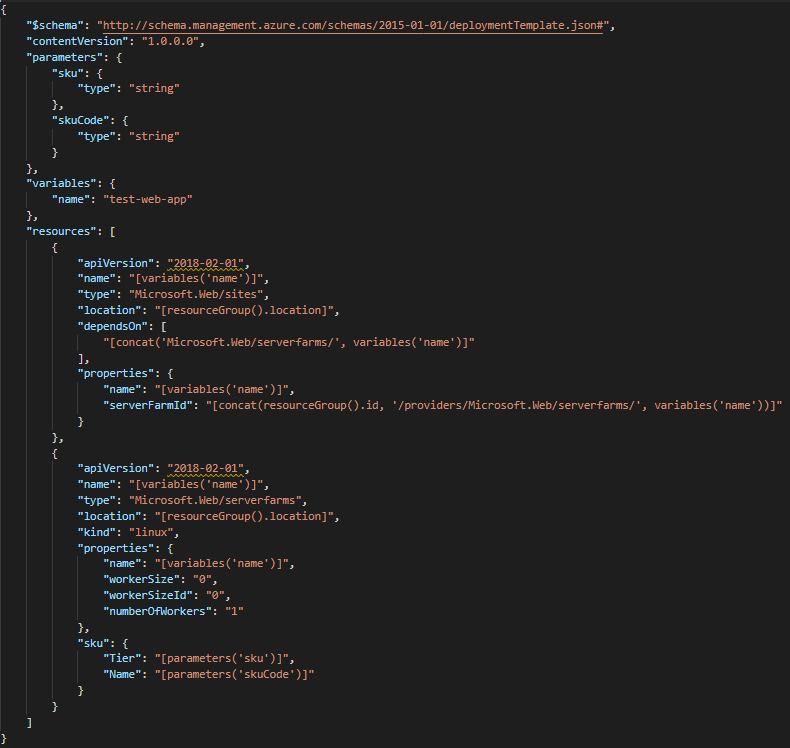 {
    "$schema": "http://schema.management.azure.com/schemas/2015-01-01/deploymentTemplate.json#",
    "contentVersion": "1.0.0.0",
    "parameters": {
        "sku": {
            "type": "string"
        },
        "skuCode": {
            "type": "string"
        }
    },
    "variables": {
        "name": "test-web-app"
    },
    "resources": [
        {
            "apiVersion": "2018-02-01",
            "name": "[variables('name')]",
            "type": "Microsoft.Web/sites",
            "location": "[resourceGroup().location]",
            "dependsOn": [
                "[concat('Microsoft.Web/serverfarms/', variables('name')]"
            ],
            "properties": {
                "name": "[variables('name')]",
                "serverFarmId": "[concat(resourceGroup().id, '/providers/Microsoft.Web/serverfarms/', variables('name'))]"
            }
        },
        {
            "apiVersion": "2018-02-01",
            "name": "[variables('name')]",
            "type": "Microsoft.Web/serverfarms",
            "location": "[resourceGroup().location]",
            "kind": "linux",
            "properties": {
                "name": "[variables('name')]",
                "workerSize": "0",
                "workerSizeId": "0",
                "numberOfWorkers": "1"
            },
            "sku": {
                "Tier": "[parameters('sku')]",
                "Name": "[parameters('skuCode')]"
            }
        }
    ]
}